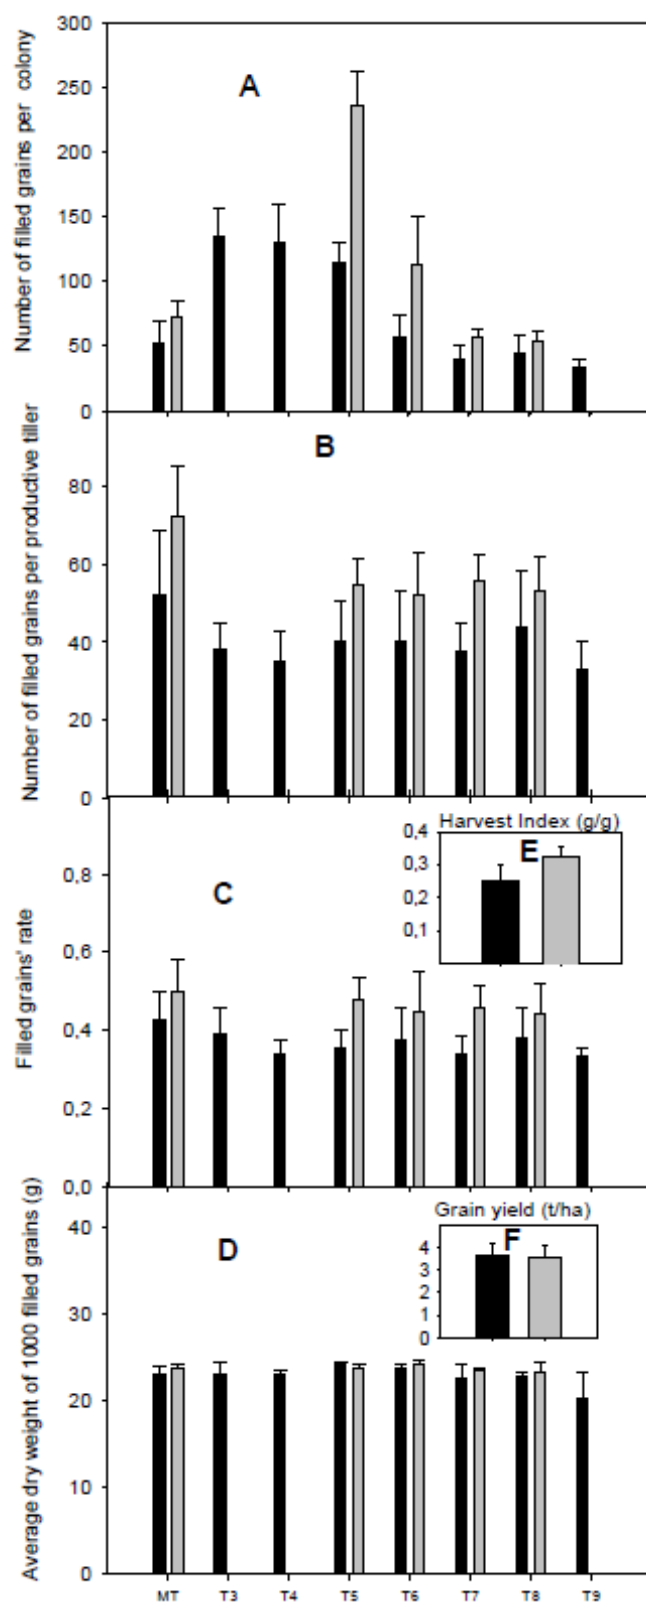 Number of filled grains per colony
300
250
200
150
100
50
0
A
Number of filled grains per productive tiller
80
60
40
20
0
B
Filled grains' rate
0,8
0,6
0,4
0,2
0,0
C
Harvest Index (g/g)
0,4
0,3
0,2
0,1
E
Average dry weight of 1000 filled grains (g)
40
30
20
10
0
D
Grain yield (t/ha)
4
3
2
1
0
F
MT T3 T4 T5 T6 T7 T8 T9